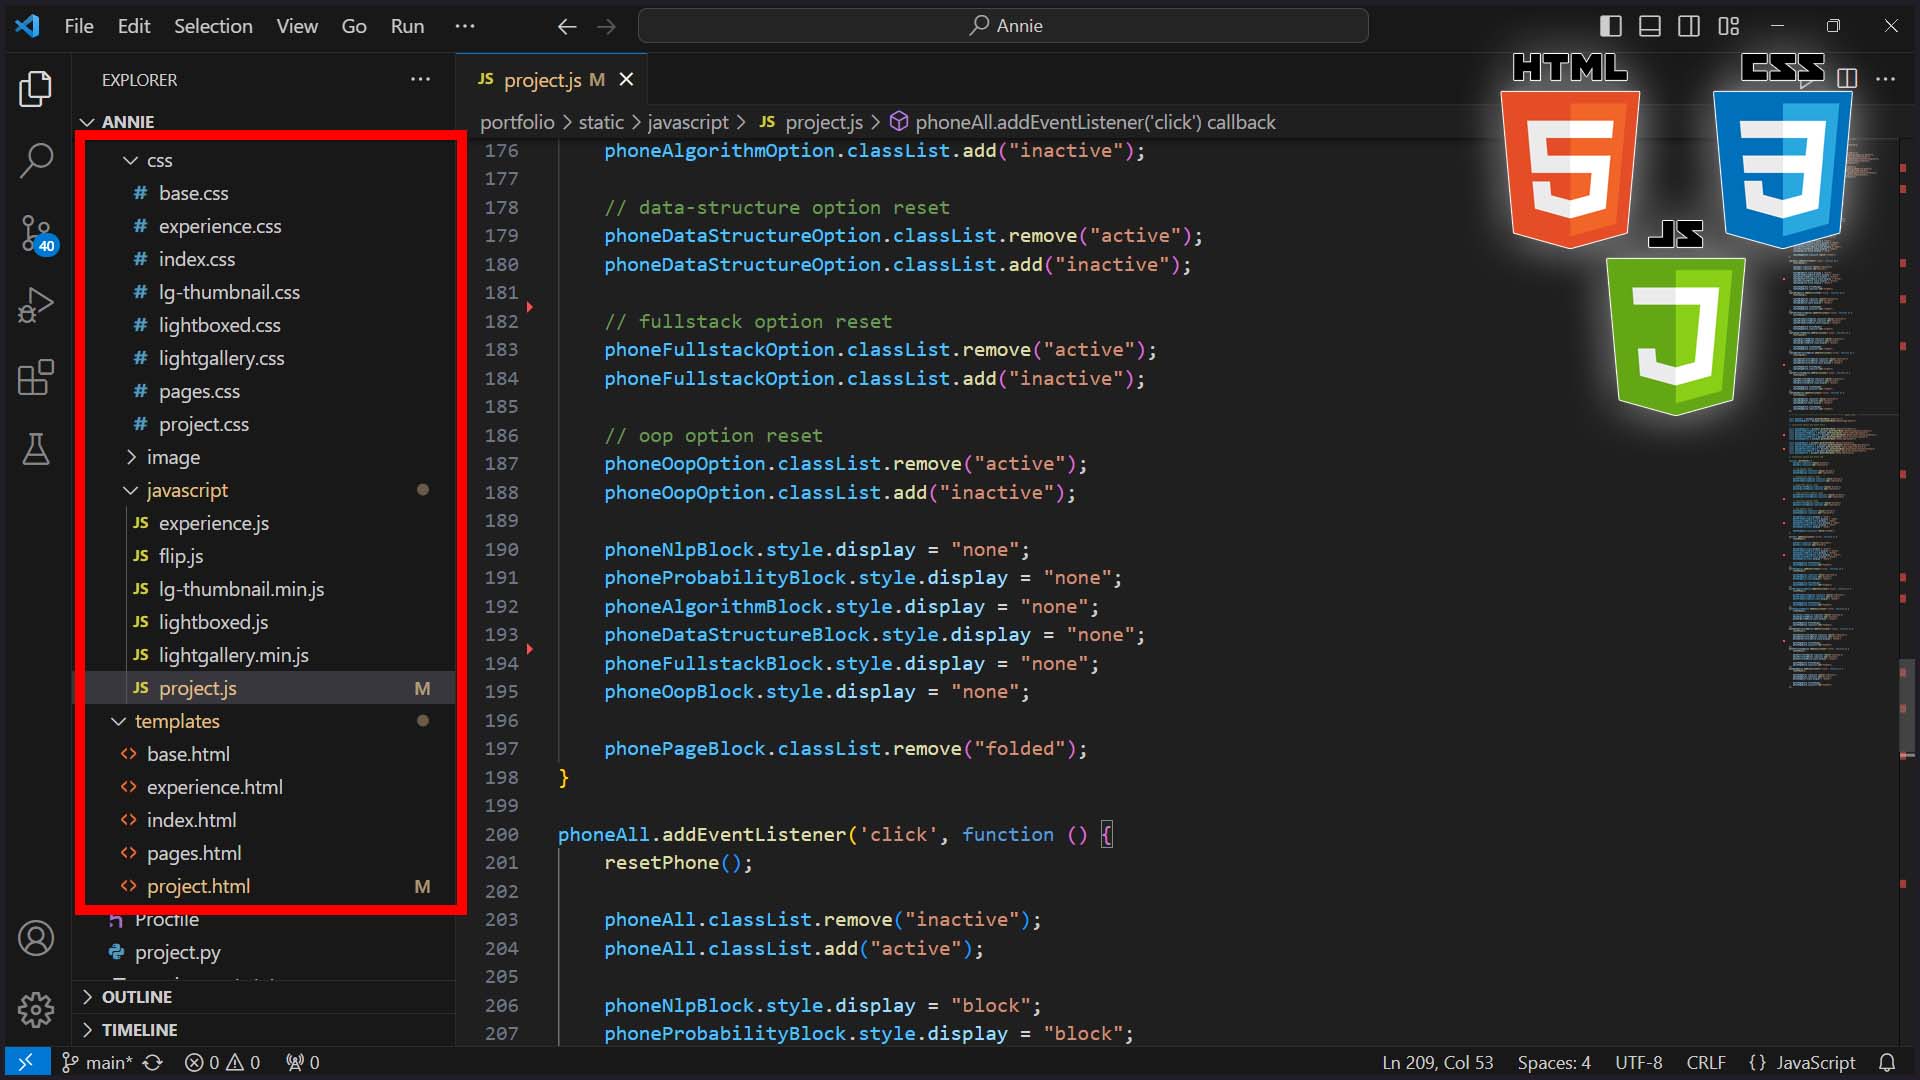 File Edit Selection View Go Run ···
Annie
EXPLORER ···
JS project.js M
HTML
CSS
JS
ANNIE
portfolio > static > javascript > JS project.js > phoneAll.addEventListener('click') callback
css
# base.css
# experience.css
# index.css
# lg-thumbnail.css
# lightboxed.css
# lightgallery.css
# pages.css
# project.css
image
javascript
JS experience.js
JS flip.js
JS lg-thumbnail.min.js
JS lightboxed.js
JS lightgallery.min.js
JS project.js M
templates
<> base.html
<> experience.html
<> index.html
<> pages.html
<> project.html M
Procfile
project.py
OUTLINE
TIMELINE
40
176 phoneAlgorithmOption.classList.add("inactive");
177
178 // data-structure option reset
179 phoneDataStructureOption.classList.remove("active");
180 phoneDataStructureOption.classList.add("inactive");
181
182 // fullstack option reset
183 phoneFullstackOption.classList.remove("active");
184 phoneFullstackOption.classList.add("inactive");
185
186 // oop option reset
187 phoneOopOption.classList.remove("active");
188 phoneOopOption.classList.add("inactive");
189
190 phoneNlpBlock.style.display = "none";
191 phoneProbabilityBlock.style.display = "none";
192 phoneAlgorithmBlock.style.display = "none";
193 phoneDataStructureBlock.style.display = "none";
194 phoneFullstackBlock.style.display = "none";
195 phoneOopBlock.style.display = "none";
196
197 phonePageBlock.classList.remove("folded");
198 }
199
200 phoneAll.addEventListener('click', function () {
201 resetPhone();
202
203 phoneAll.classList.remove("inactive");
204 phoneAll.classList.add("active");
205
206 phoneNlpBlock.style.display = "block";
207 phoneProbabilityBlock.style.display = "block";
main* 0 0 0
Ln 209, Col 53 Spaces: 4 UTF-8 CRLF {} JavaScript